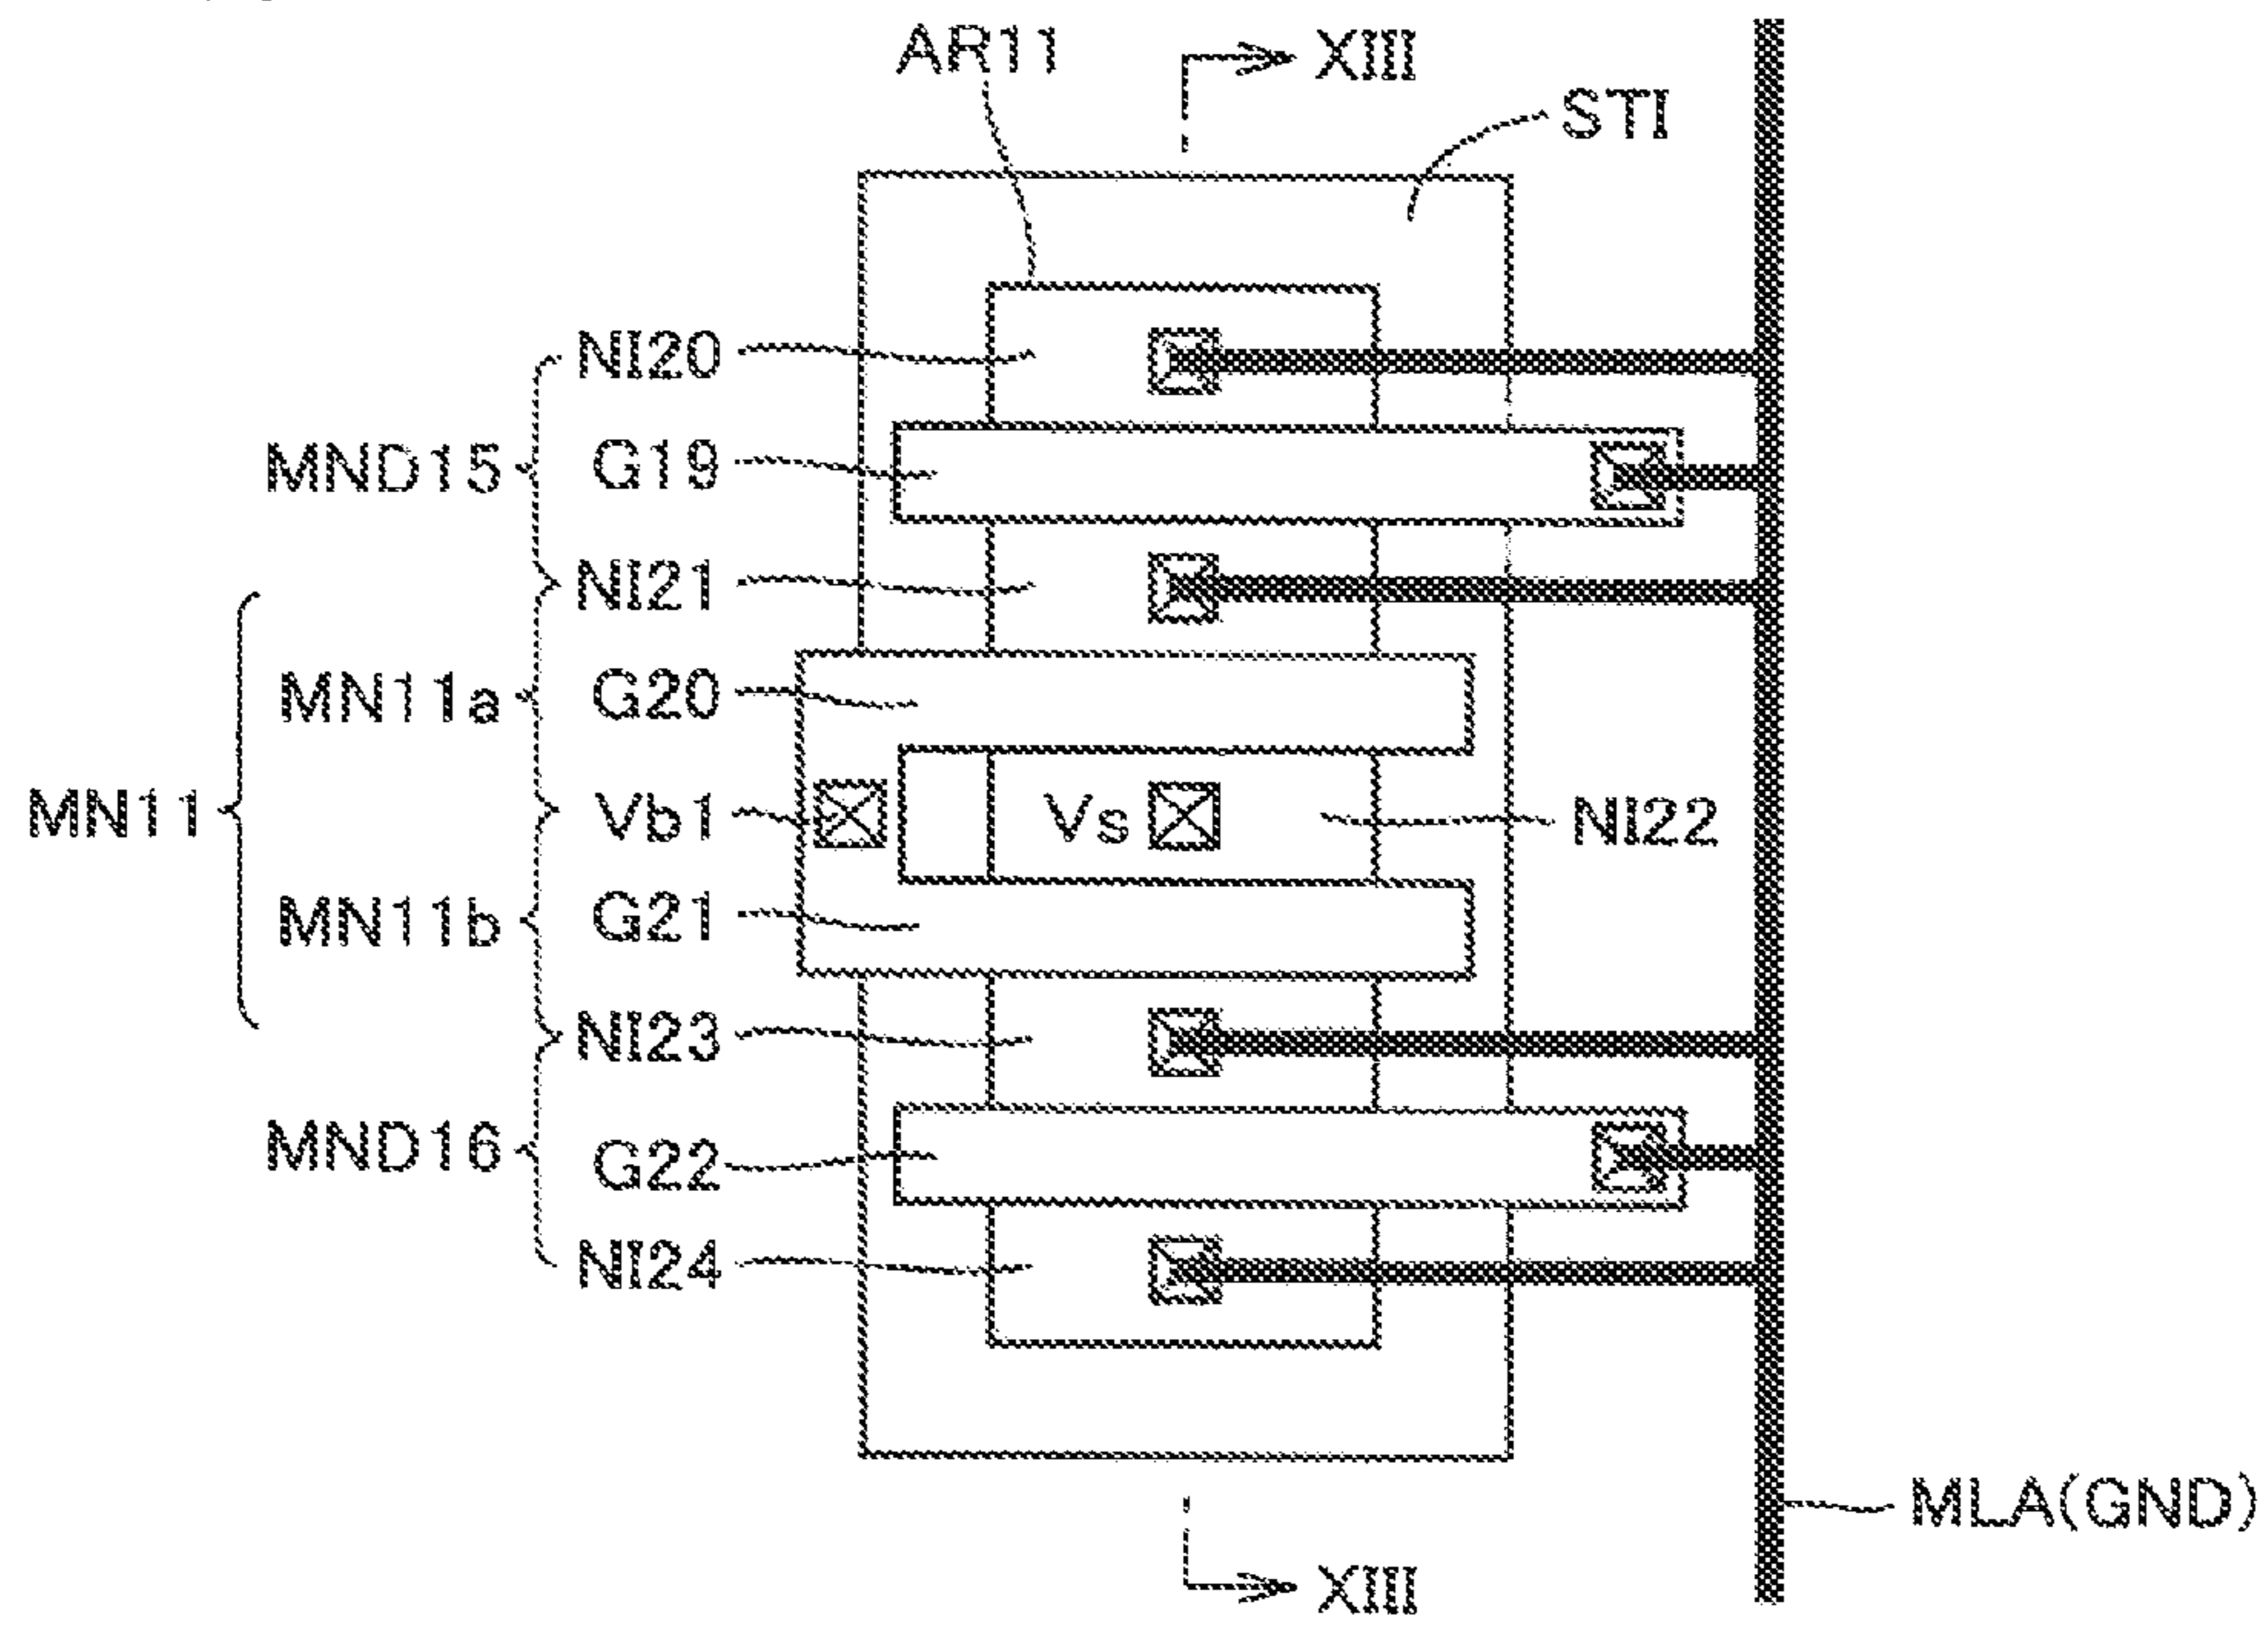 AR11
XIII
STI
NI20
MND15
G19
NI21
MN11a
G20
MN11
Vb1
Vs
NI22
MN11b
G21
NI23
MND16
G22
NI24
MLA(GND)
XIII